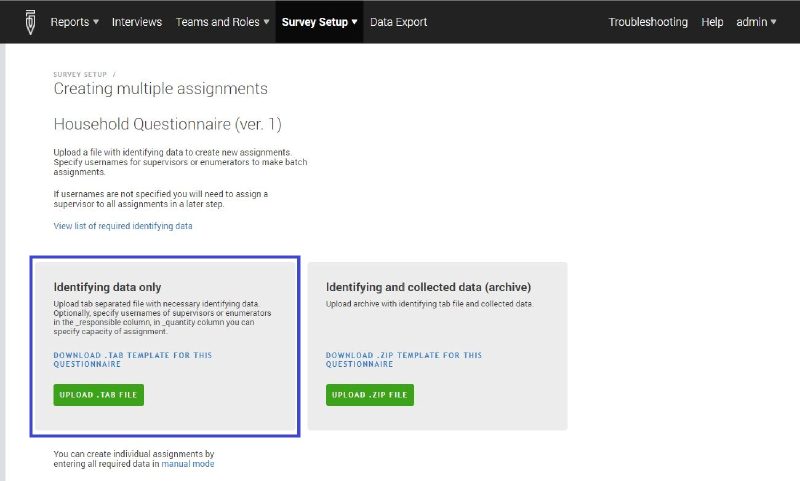 Reports Interviews Teams and Roles Survey Setup Data Export Troubleshooting Help admin
SURVEY SETUP /
Creating multiple assignments
Household Questionnaire (ver. 1)
Upload a file with identifying data to create new assignments.
Specify usernames for supervisors or enumerators to make batch
assignments.
If usernames are not specified you will need to assign a
supervisor to all assignments in a later step.
View list of required identifying data
Identifying data only
Upload tab separated file with necessary identifying data.
Optionally, specify usernames of supervisors or enumerators
in the _responsible column, in _quantity column you can
specify capacity of assignment.
DOWNLOAD .TAB TEMPLATE FOR THIS
QUESTIONNAIRE
UPLOAD .TAB FILE
Identifying and collected data (archive)
Upload archive with identifying tab file and collected data.
DOWNLOAD .ZIP TEMPLATE FOR THIS
QUESTIONNAIRE
UPLOAD .ZIP FILE
You can create individual assignments by
entering all required data in manual mode